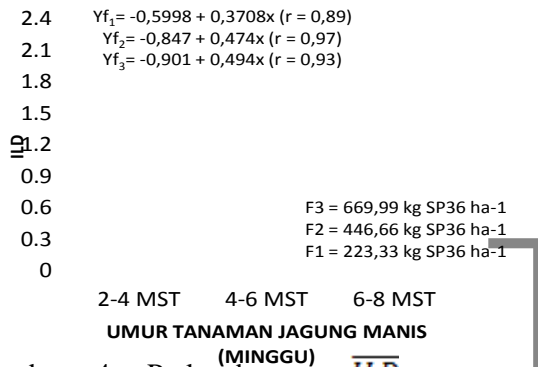 2.4
Yf1= -0,5998 + 0,3708x (r = 0,89)
Yf2= -0,847 + 0,474x (r = 0,97)
2.1
Yf3= -0,901 + 0,494x (r = 0,93)
1.8
1.5
1.2
ILD
0.9
0.6
F3 = 669,99 kg SP36 ha-1
F2 = 446,66 kg SP36 ha-1
0.3
F1 = 223,33 kg SP36 ha-1
0
2-4 MST 4-6 MST 6-8 MST
UMUR TANAMAN JAGUNG MANIS
(MINGGU)